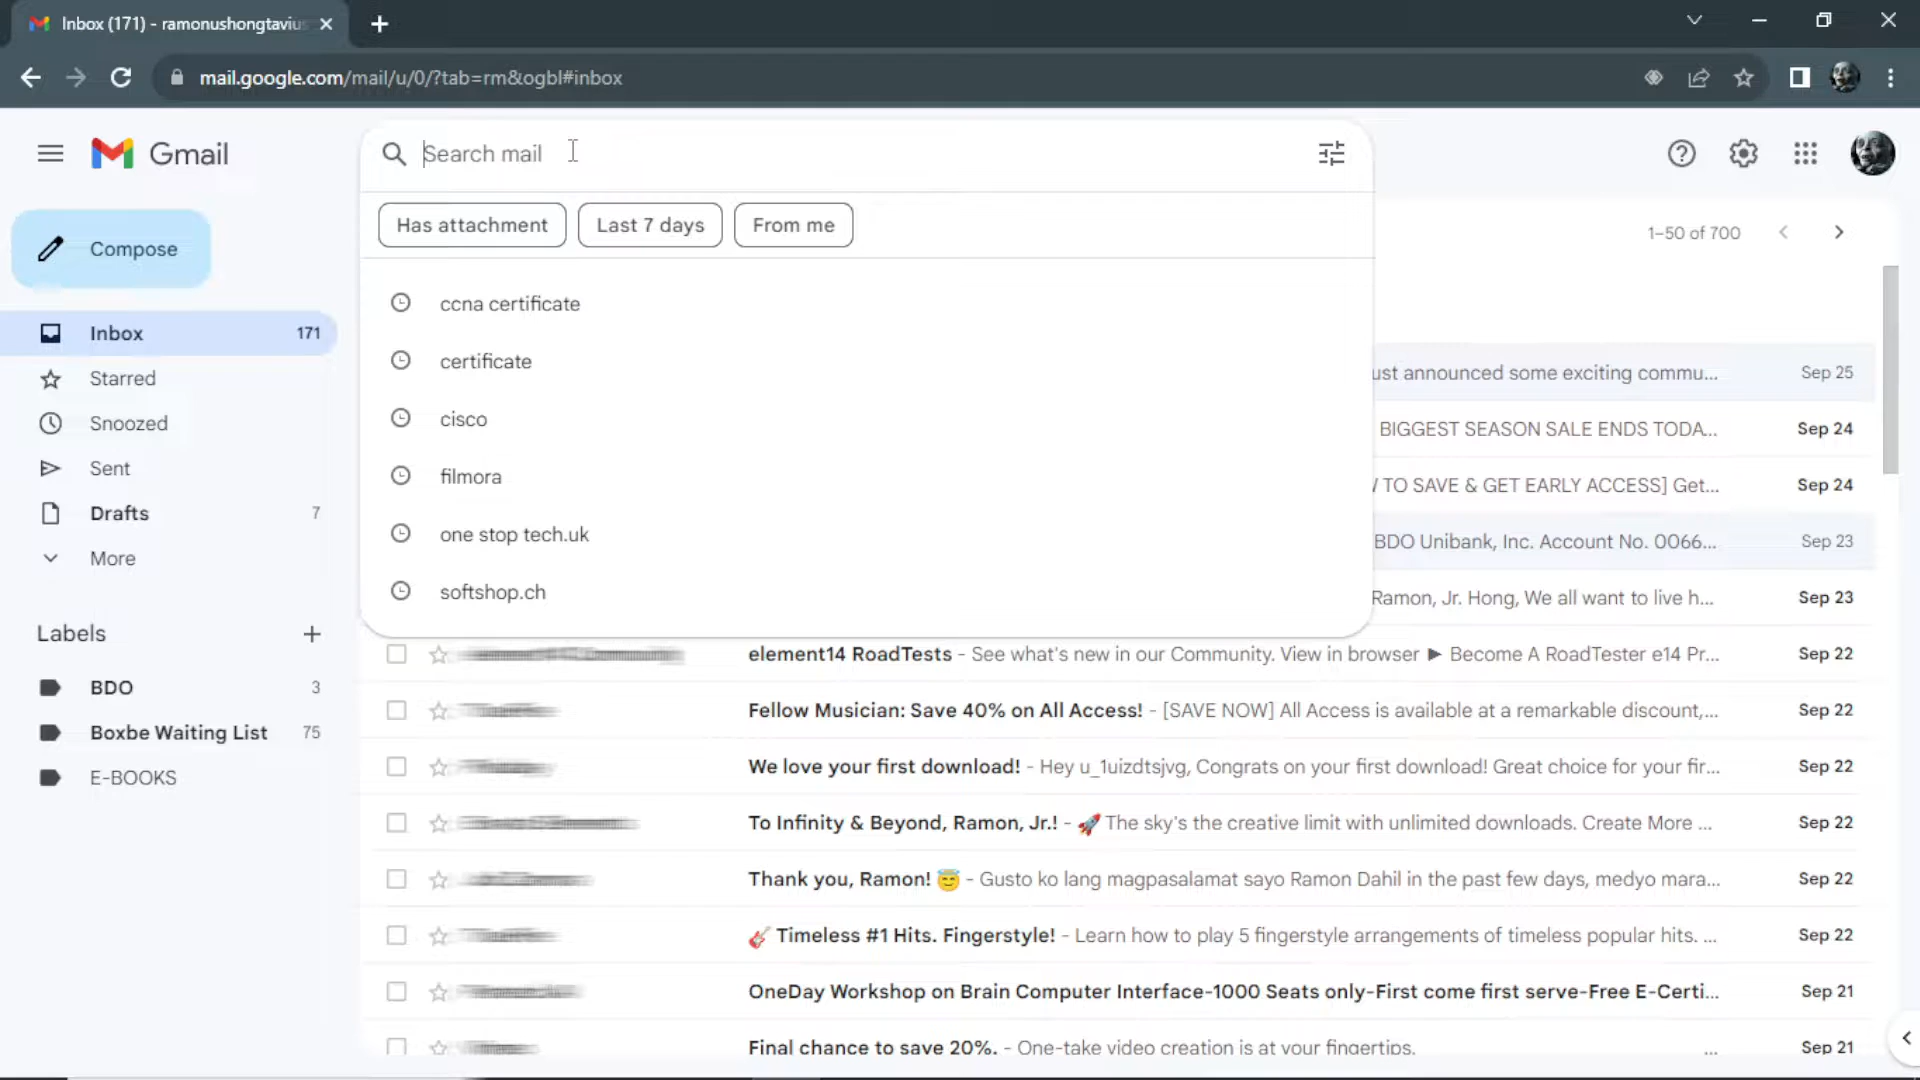 Inbox (171) - ramonushongtavius
mail.google.com/mail/u/0/?tab=rm&ogbl#inbox
Gmail
Search mail
Has attachment Last 7 days From me
1–50 of 700
Compose
ccna certificate
certificate
cisco
filmora
one stop tech.uk
softshop.ch
Inbox 171
Starred
Snoozed
Sent
Drafts 7
More
Labels
BDO 3
Boxbe Waiting List 75
E-BOOKS
ust announced some exciting commu... Sep 25
BIGGEST SEASON SALE ENDS TODA... Sep 24
TO SAVE & GET EARLY ACCESS] Get... Sep 24
BDO Unibank, Inc. Account No. 0066... Sep 23
Ramon, Jr. Hong, We all want to live h... Sep 23
element14 RoadTests - See what's new in our Community. View in browser ► Become A RoadTester e14 Pr... Sep 22
Fellow Musician: Save 40% on All Access! - [SAVE NOW] All Access is available at a remarkable discount,... Sep 22
We love your first download! - Hey u_1uizdtsjvg, Congrats on your first download! Great choice for your fir... Sep 22
To Infinity & Beyond, Ramon, Jr.! - 🚀 The sky's the creative limit with unlimited downloads. Create More ... Sep 22
Thank you, Ramon! 😇 - Gusto ko lang magpasalamat sayo Ramon Dahil in the past few days, medyo mara... Sep 22
🎸 Timeless #1 Hits. Fingerstyle! - Learn how to play 5 fingerstyle arrangements of timeless popular hits. ... Sep 22
OneDay Workshop on Brain Computer Interface-1000 Seats only-First come first serve-Free E-Certi... Sep 21
Final chance to save 20%. - One-take video creation is at your fingertips. ... Sep 21